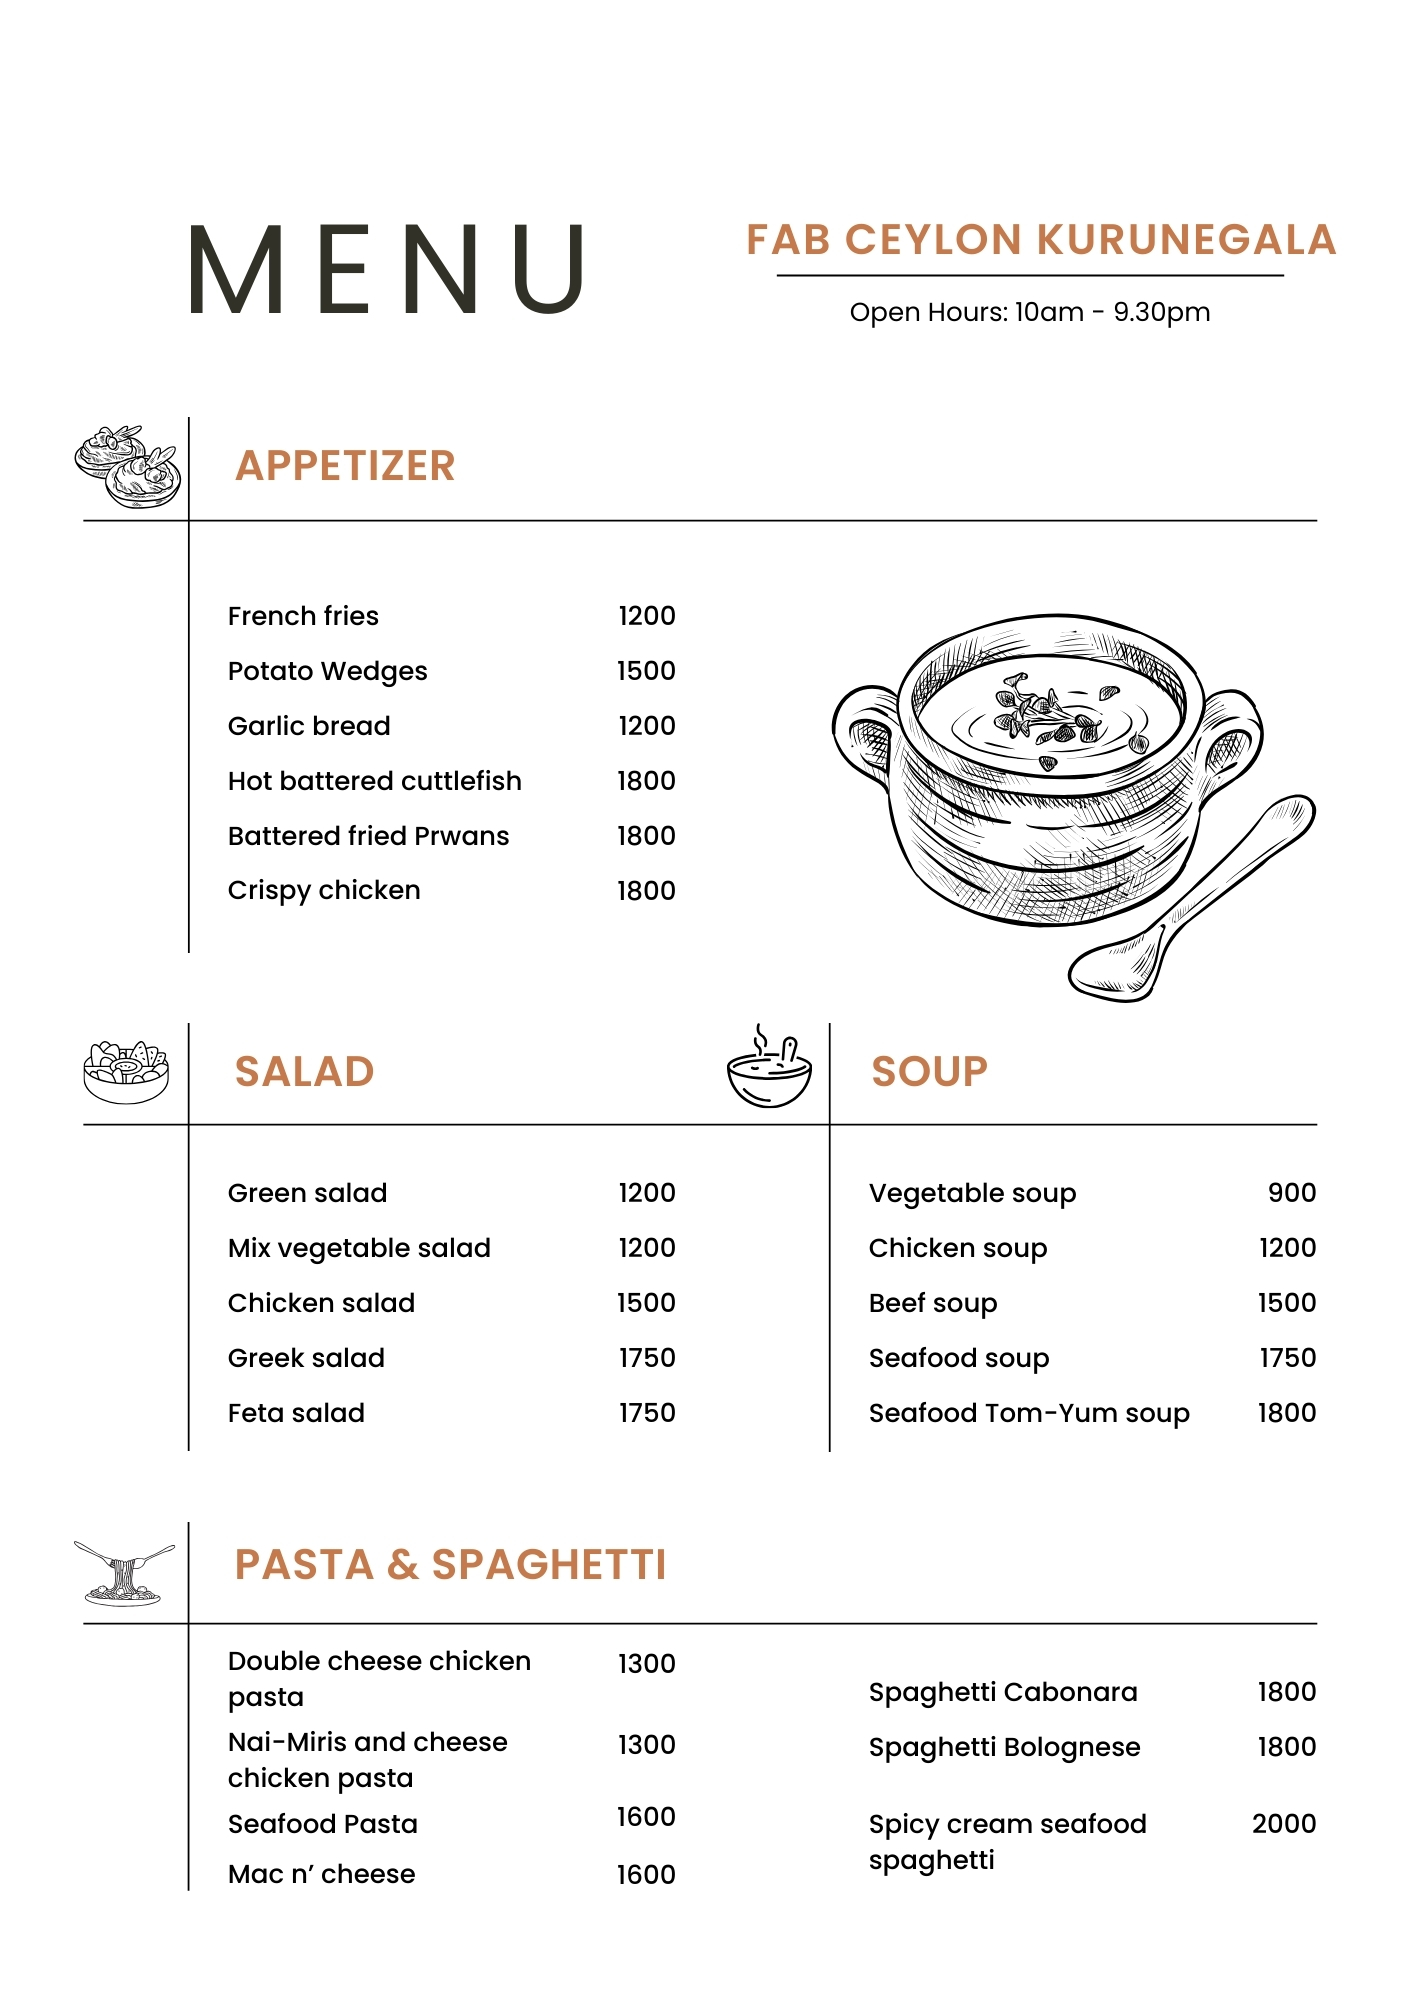 MENU
FAB CEYLON KURUNEGALA
Open Hours: 10am - 9.30pm
APPETIZER
French fries 1200
Potato Wedges 1500
Garlic bread 1200
Hot battered cuttlefish 1800
Battered fried Prwans 1800
Crispy chicken 1800
SALAD
Green salad 1200
Mix vegetable salad 1200
Chicken salad 1500
Greek salad 1750
Feta salad 1750
SOUP
Vegetable soup 900
Chicken soup 1200
Beef soup 1500
Seafood soup 1750
Seafood Tom-Yum soup 1800
PASTA & SPAGHETTI
Double cheese chicken 1300
pasta
Nai-Miris and cheese 1300
chicken pasta
Seafood Pasta 1600
Mac n’ cheese 1600
Spaghetti Cabonara 1800
Spaghetti Bolognese 1800
Spicy cream seafood 2000
spaghetti